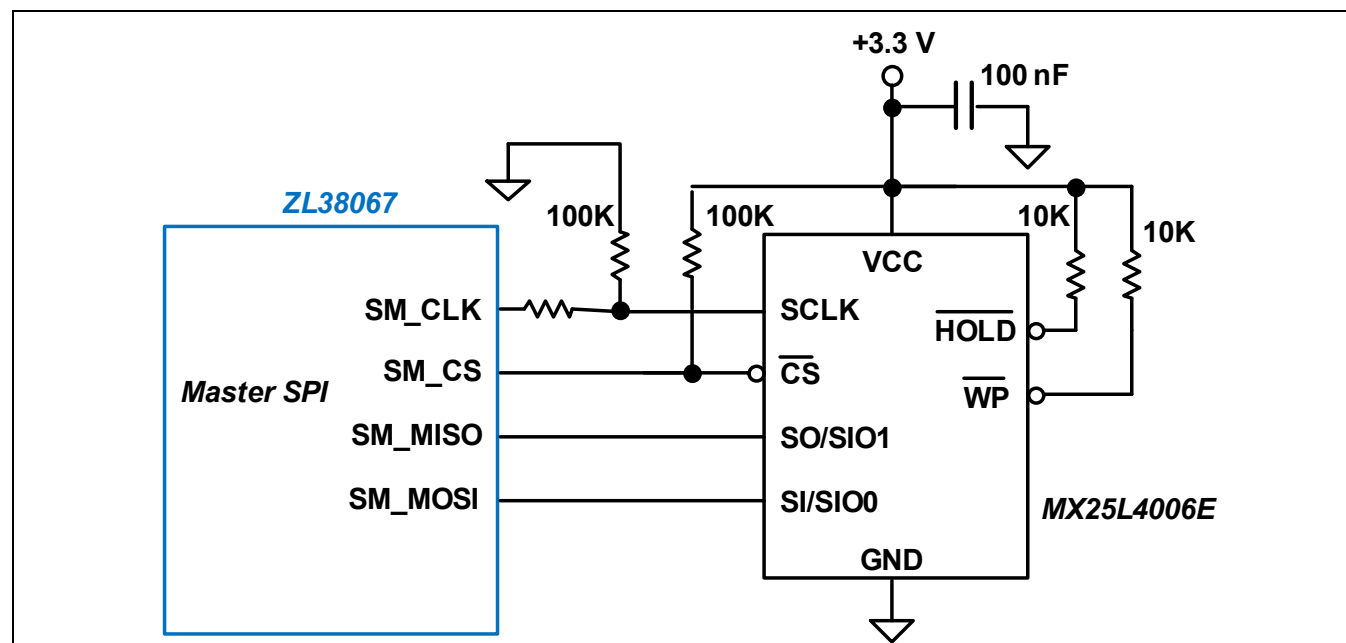 +3.3 V
100 nF
ZL38067
100K
100K
10K
10K
VCC
SM_CLK
SCLK
HOLD
SM_CS
CS
Master SPI
WP
SM_MISO
SO/SIO1
SM_MOSI
SI/SIO0
MX25L4006E
GND